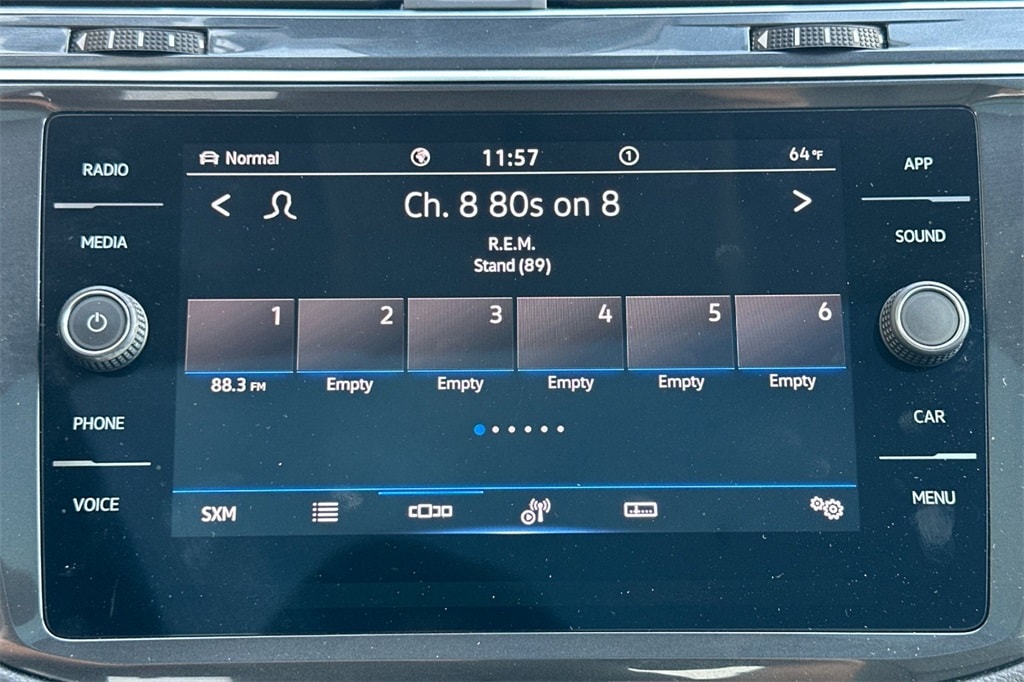 RADIO
MEDIA
PHONE
VOICE
Normal 11:57 1 64°F
< Ch. 8 80s on 8 >
R.E.M.
Stand (89)
1 2 3 4 5 6
88.3 FM Empty Empty Empty Empty Empty
SXM
APP
SOUND
CAR
MENU